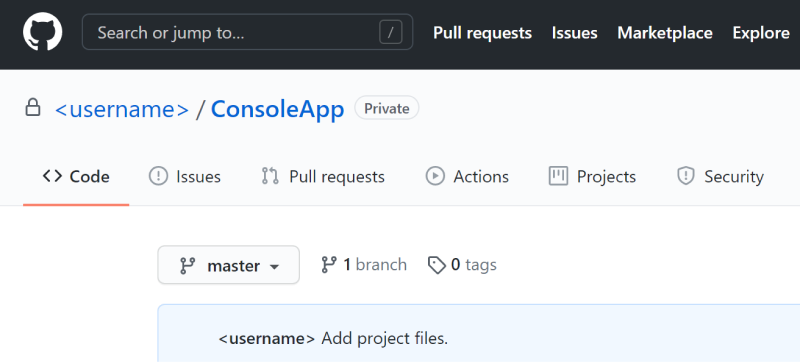 Search or jump to... / Pull requests Issues Marketplace Explore
<username> / ConsoleApp Private
Code Issues Pull requests Actions Projects Security
master 1 branch 0 tags
<username> Add project files.